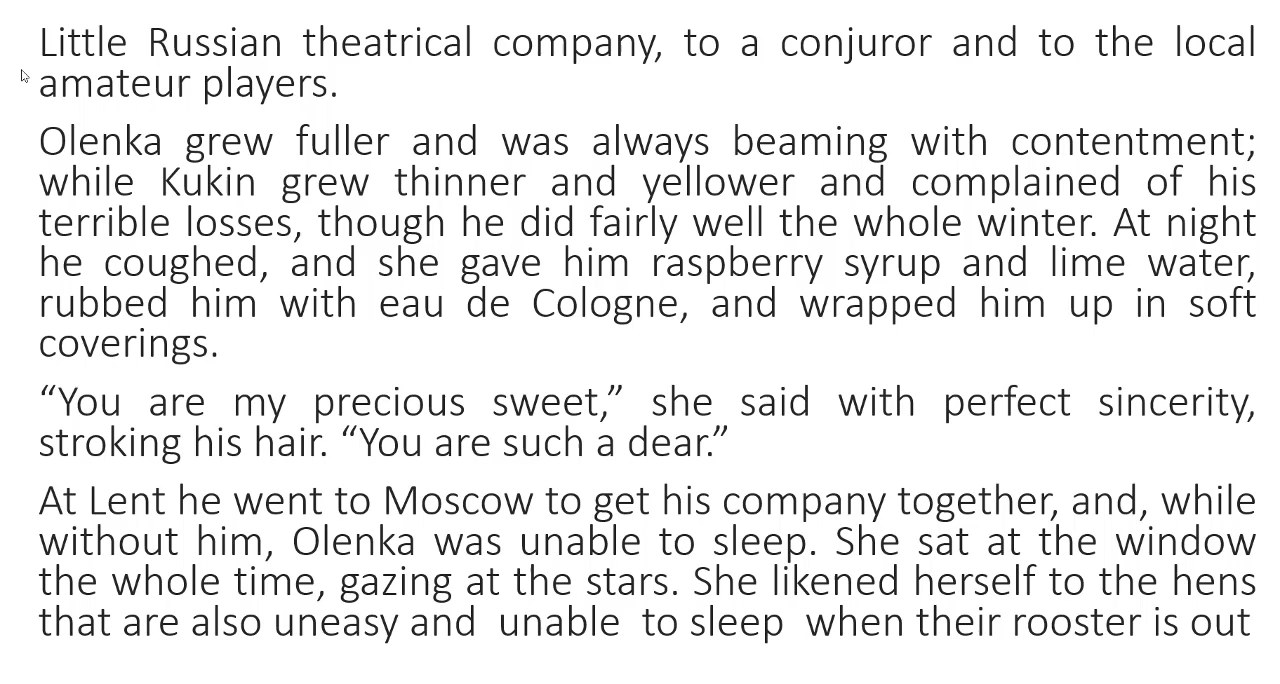 Little Russian theatrical company, to a conjuror and to the local
amateur players.
Olenka grew fuller and was always beaming with contentment;
while Kukin grew thinner and yellower and complained of his
terrible losses, though he did fairly well the whole winter. At night
he coughed, and she gave him raspberry syrup and lime water,
rubbed him with eau de Cologne, and wrapped him up in soft
coverings.
“You are my precious sweet,” she said with perfect sincerity,
stroking his hair. “You are such a dear.”
At Lent he went to Moscow to get his company together, and, while
without him, Olenka was unable to sleep. She sat at the window
the whole time, gazing at the stars. She likened herself to the hens
that are also uneasy and unable to sleep when their rooster is out